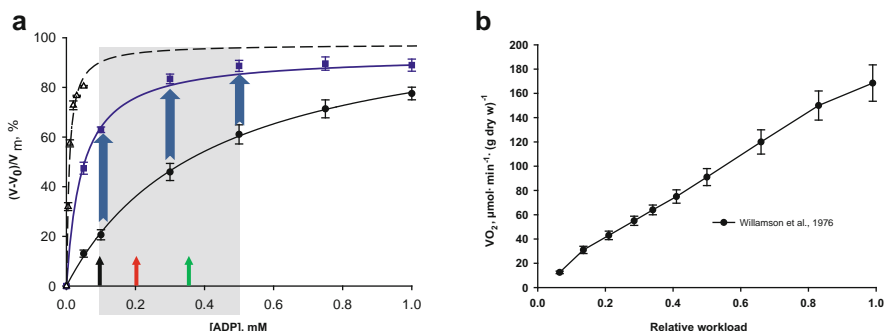 a
(V-V0)/Vm, %
100
80
60
40
20
0
0.0 0.2 0.4 0.6 0.8 1.0
[ADP], mM
b
VO2, μmol· min-1· (g dry w)-1
200
180
160
140
120
100
80
60
40
20
0
Willamson et al., 1976
0.0 0.2 0.4 0.6 0.8 1.0
Relative workload